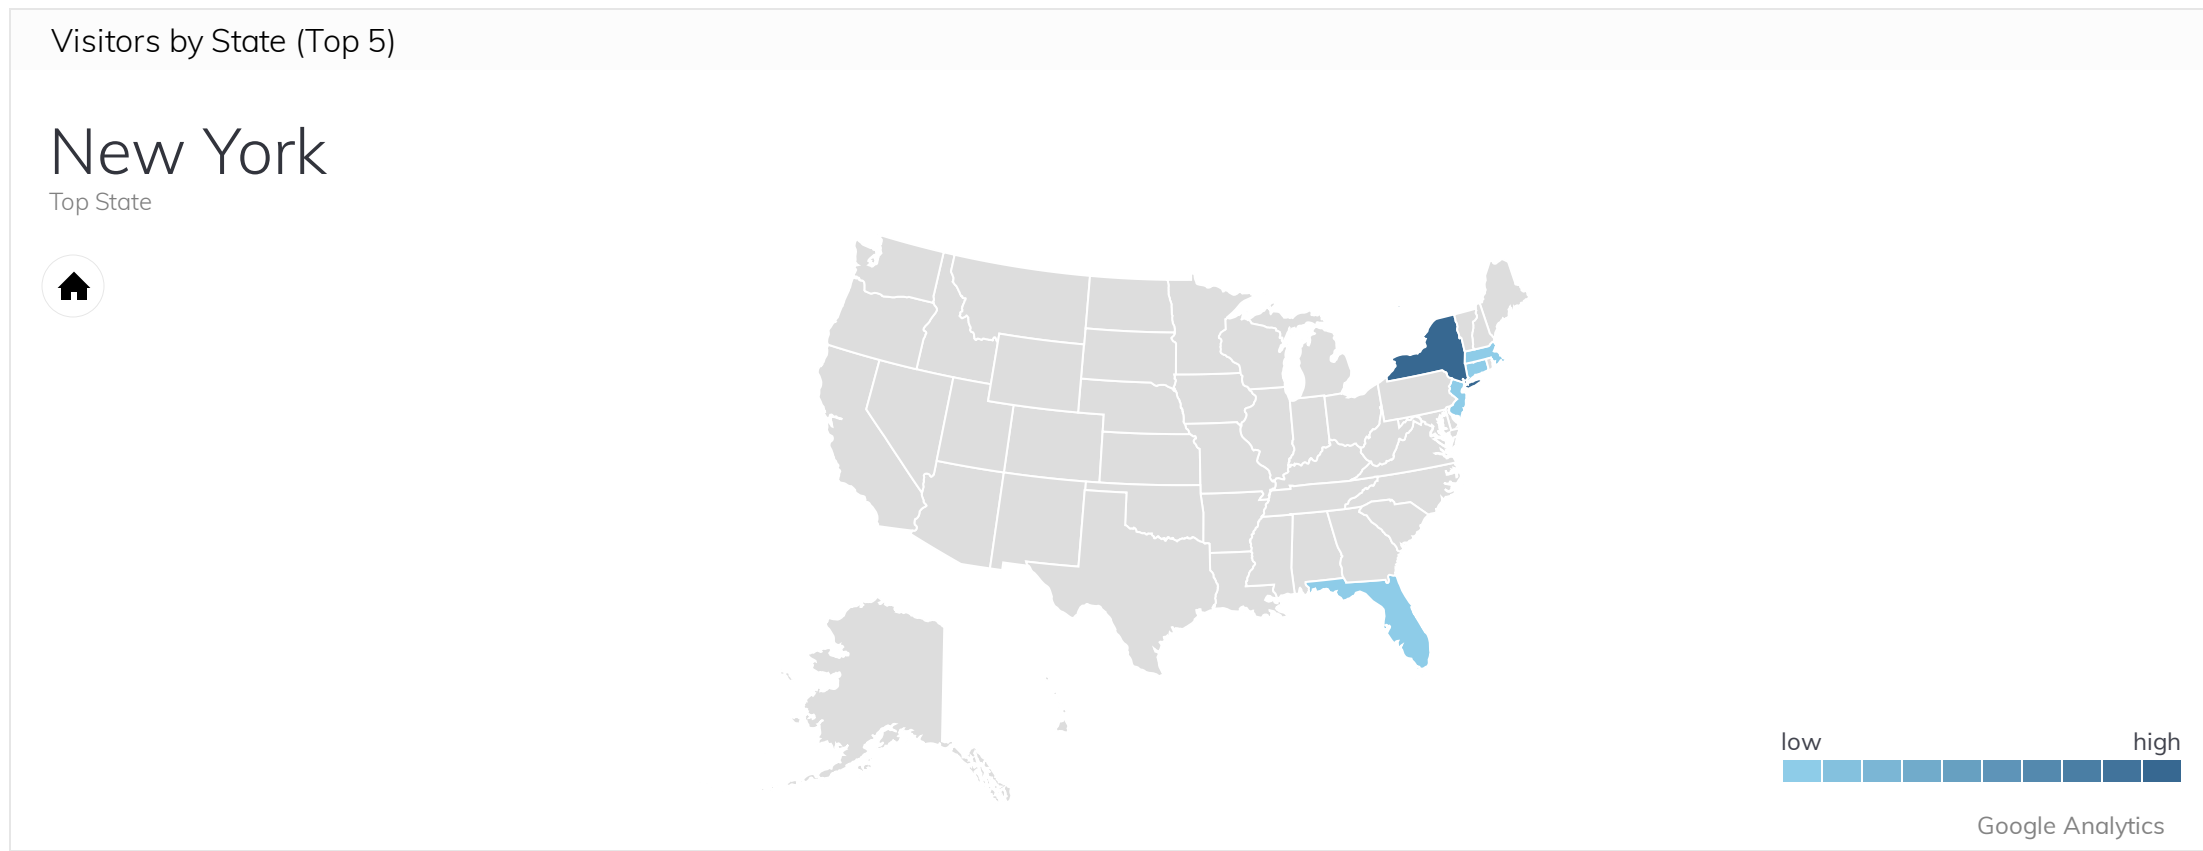 Visitors by State (Top 5)
New York
Top State
low high
Google Analytics